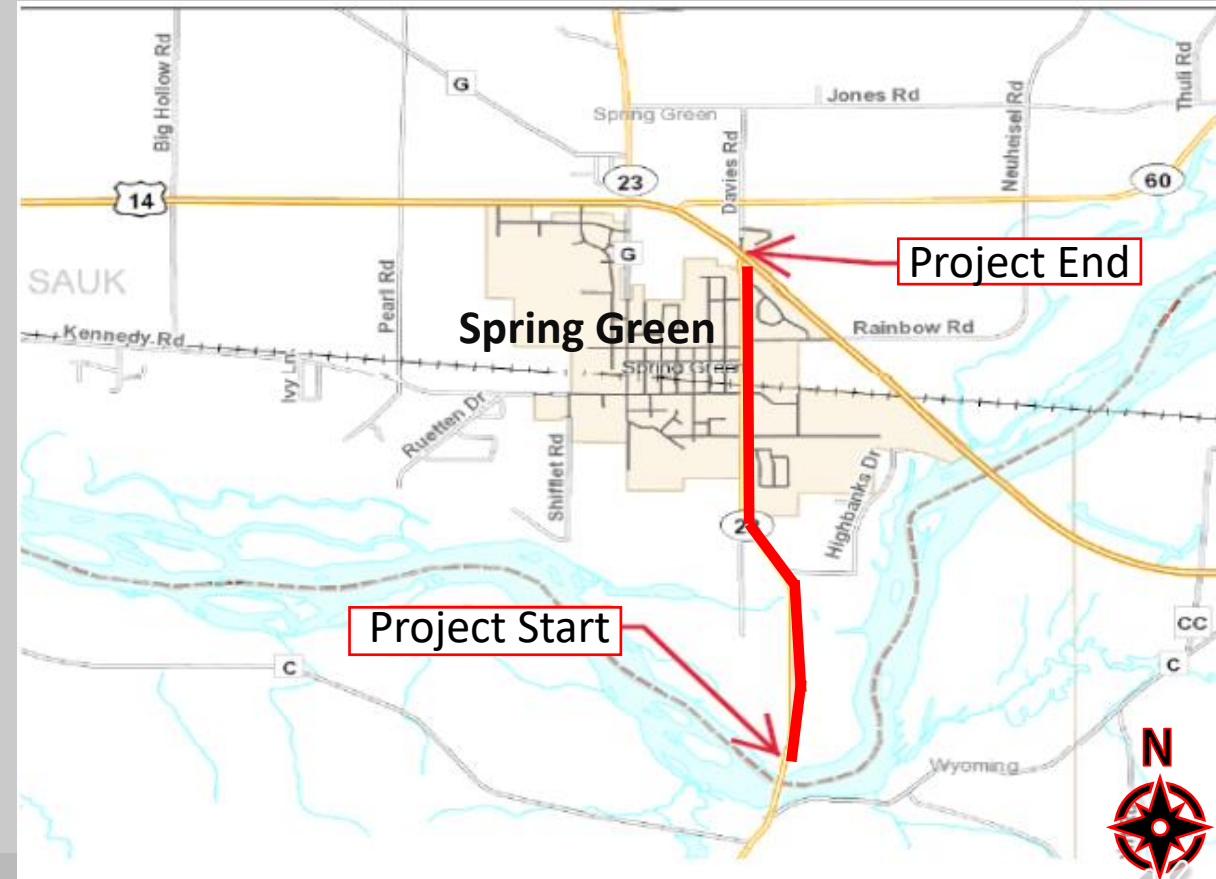 Big Hollow Rd
G
Jones Rd
Thuli Rd
Spring Green
Neuheisel Rd
Davies Rd
23
60
14
G
Project End
SAUK
Pearl Rd
Spring Green
Rainbow Rd
Kennedy Rd
Spring Green
Ivy Ln
Ruetten Dr
Shifflet Rd
Highbanks Dr
Project Start
CC
C
C
Wyoming
N